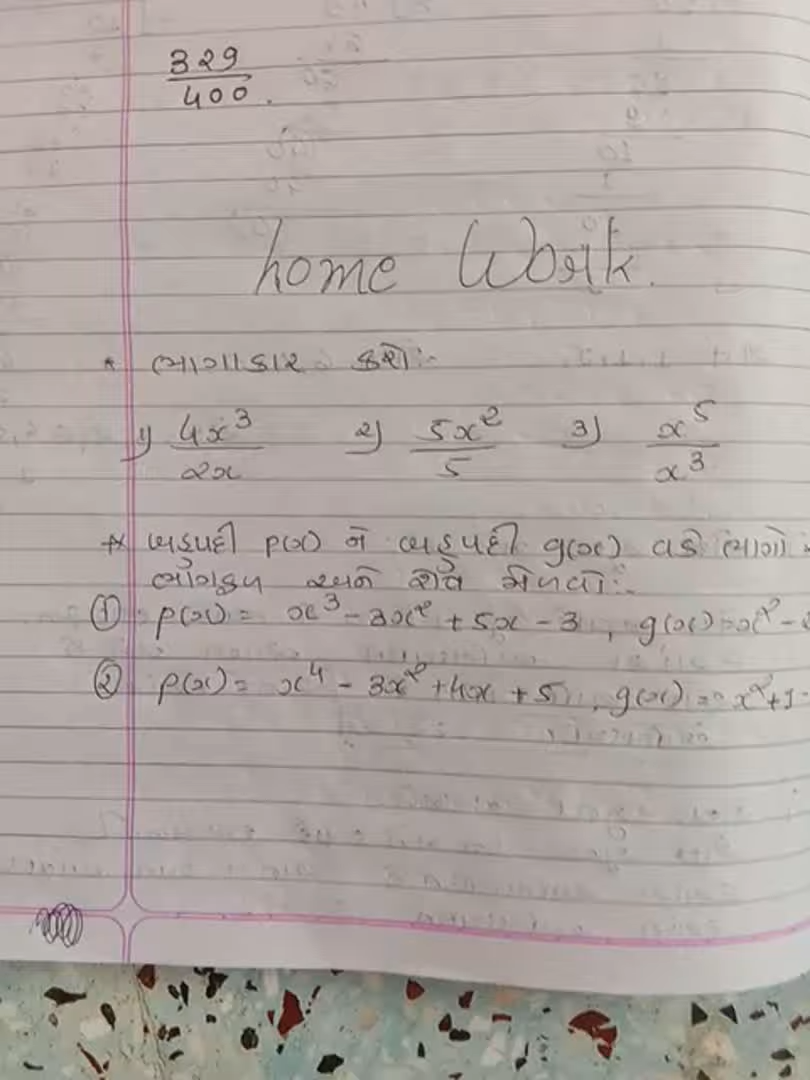 329
400.
home Work.
* ભાગાકાર કરો:-
1) 4x³/2x 2) 5x²/5 3) x⁵/x³
* બહુપદી p(x) ને બહુપદી g(x) વડે ભાગો
ભાગફળ અને શેષ મેળવો:-
① p(x) = x³ - 3x² + 5x - 3, g(x) = x² - 2
② p(x) = x⁴ - 3x² + 4x + 5, g(x) = x² + 1 -